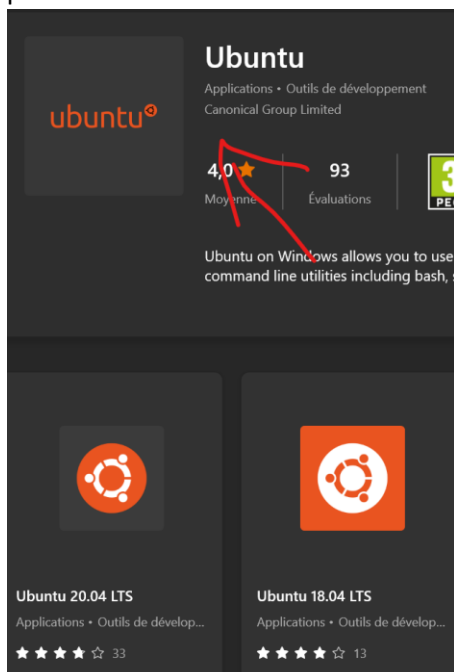 ubuntu
Ubuntu
Applications • Outils de développement
Canonical Group Limited
4,0 93
Moyenne Évaluations
3
PE
Ubuntu on Windows allows you to use
command line utilities including bash,
Ubuntu 20.04 LTS
Applications • Outils de dévelop...
33
Ubuntu 18.04 LTS
Applications • Outils de dévelop...
13